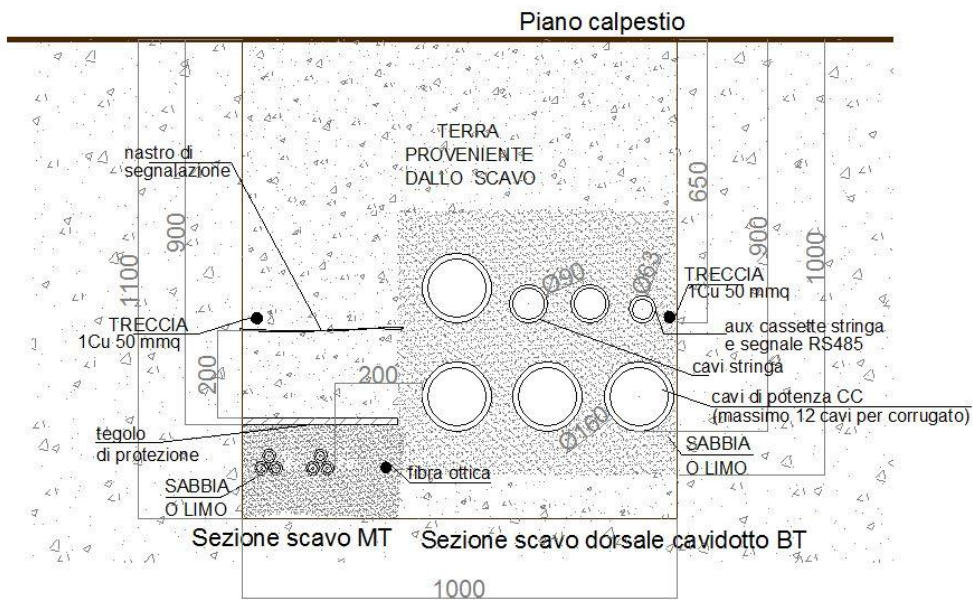 Piano calpestio
TERRA
PROVENIENTE
DALLO SCAVO
nastro di
segnalazione
650
900
1100
900
1000
Ø90
Ø63
TRECCIA
1Cu 50 mmq
TRECCIA
1Cu 50 mmq
aux cassette stringa
e segnale RS485
cavi stringa
200
200
cavi di potenza CC
(massimo 12 cavi per corrugato)
Ø160
tegolo
di protezione
SABBIA
O LIMO
fibra ottica
SABBIA
O LIMO
Sezione scavo MT
Sezione scavo dorsale cavidotto BT
1000